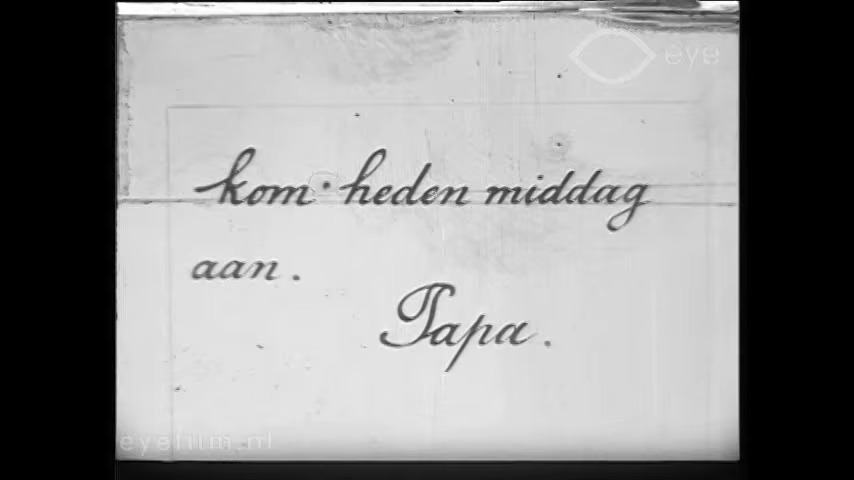 eye
kom heden middag
aan.
Papa.
eyefilm.nl